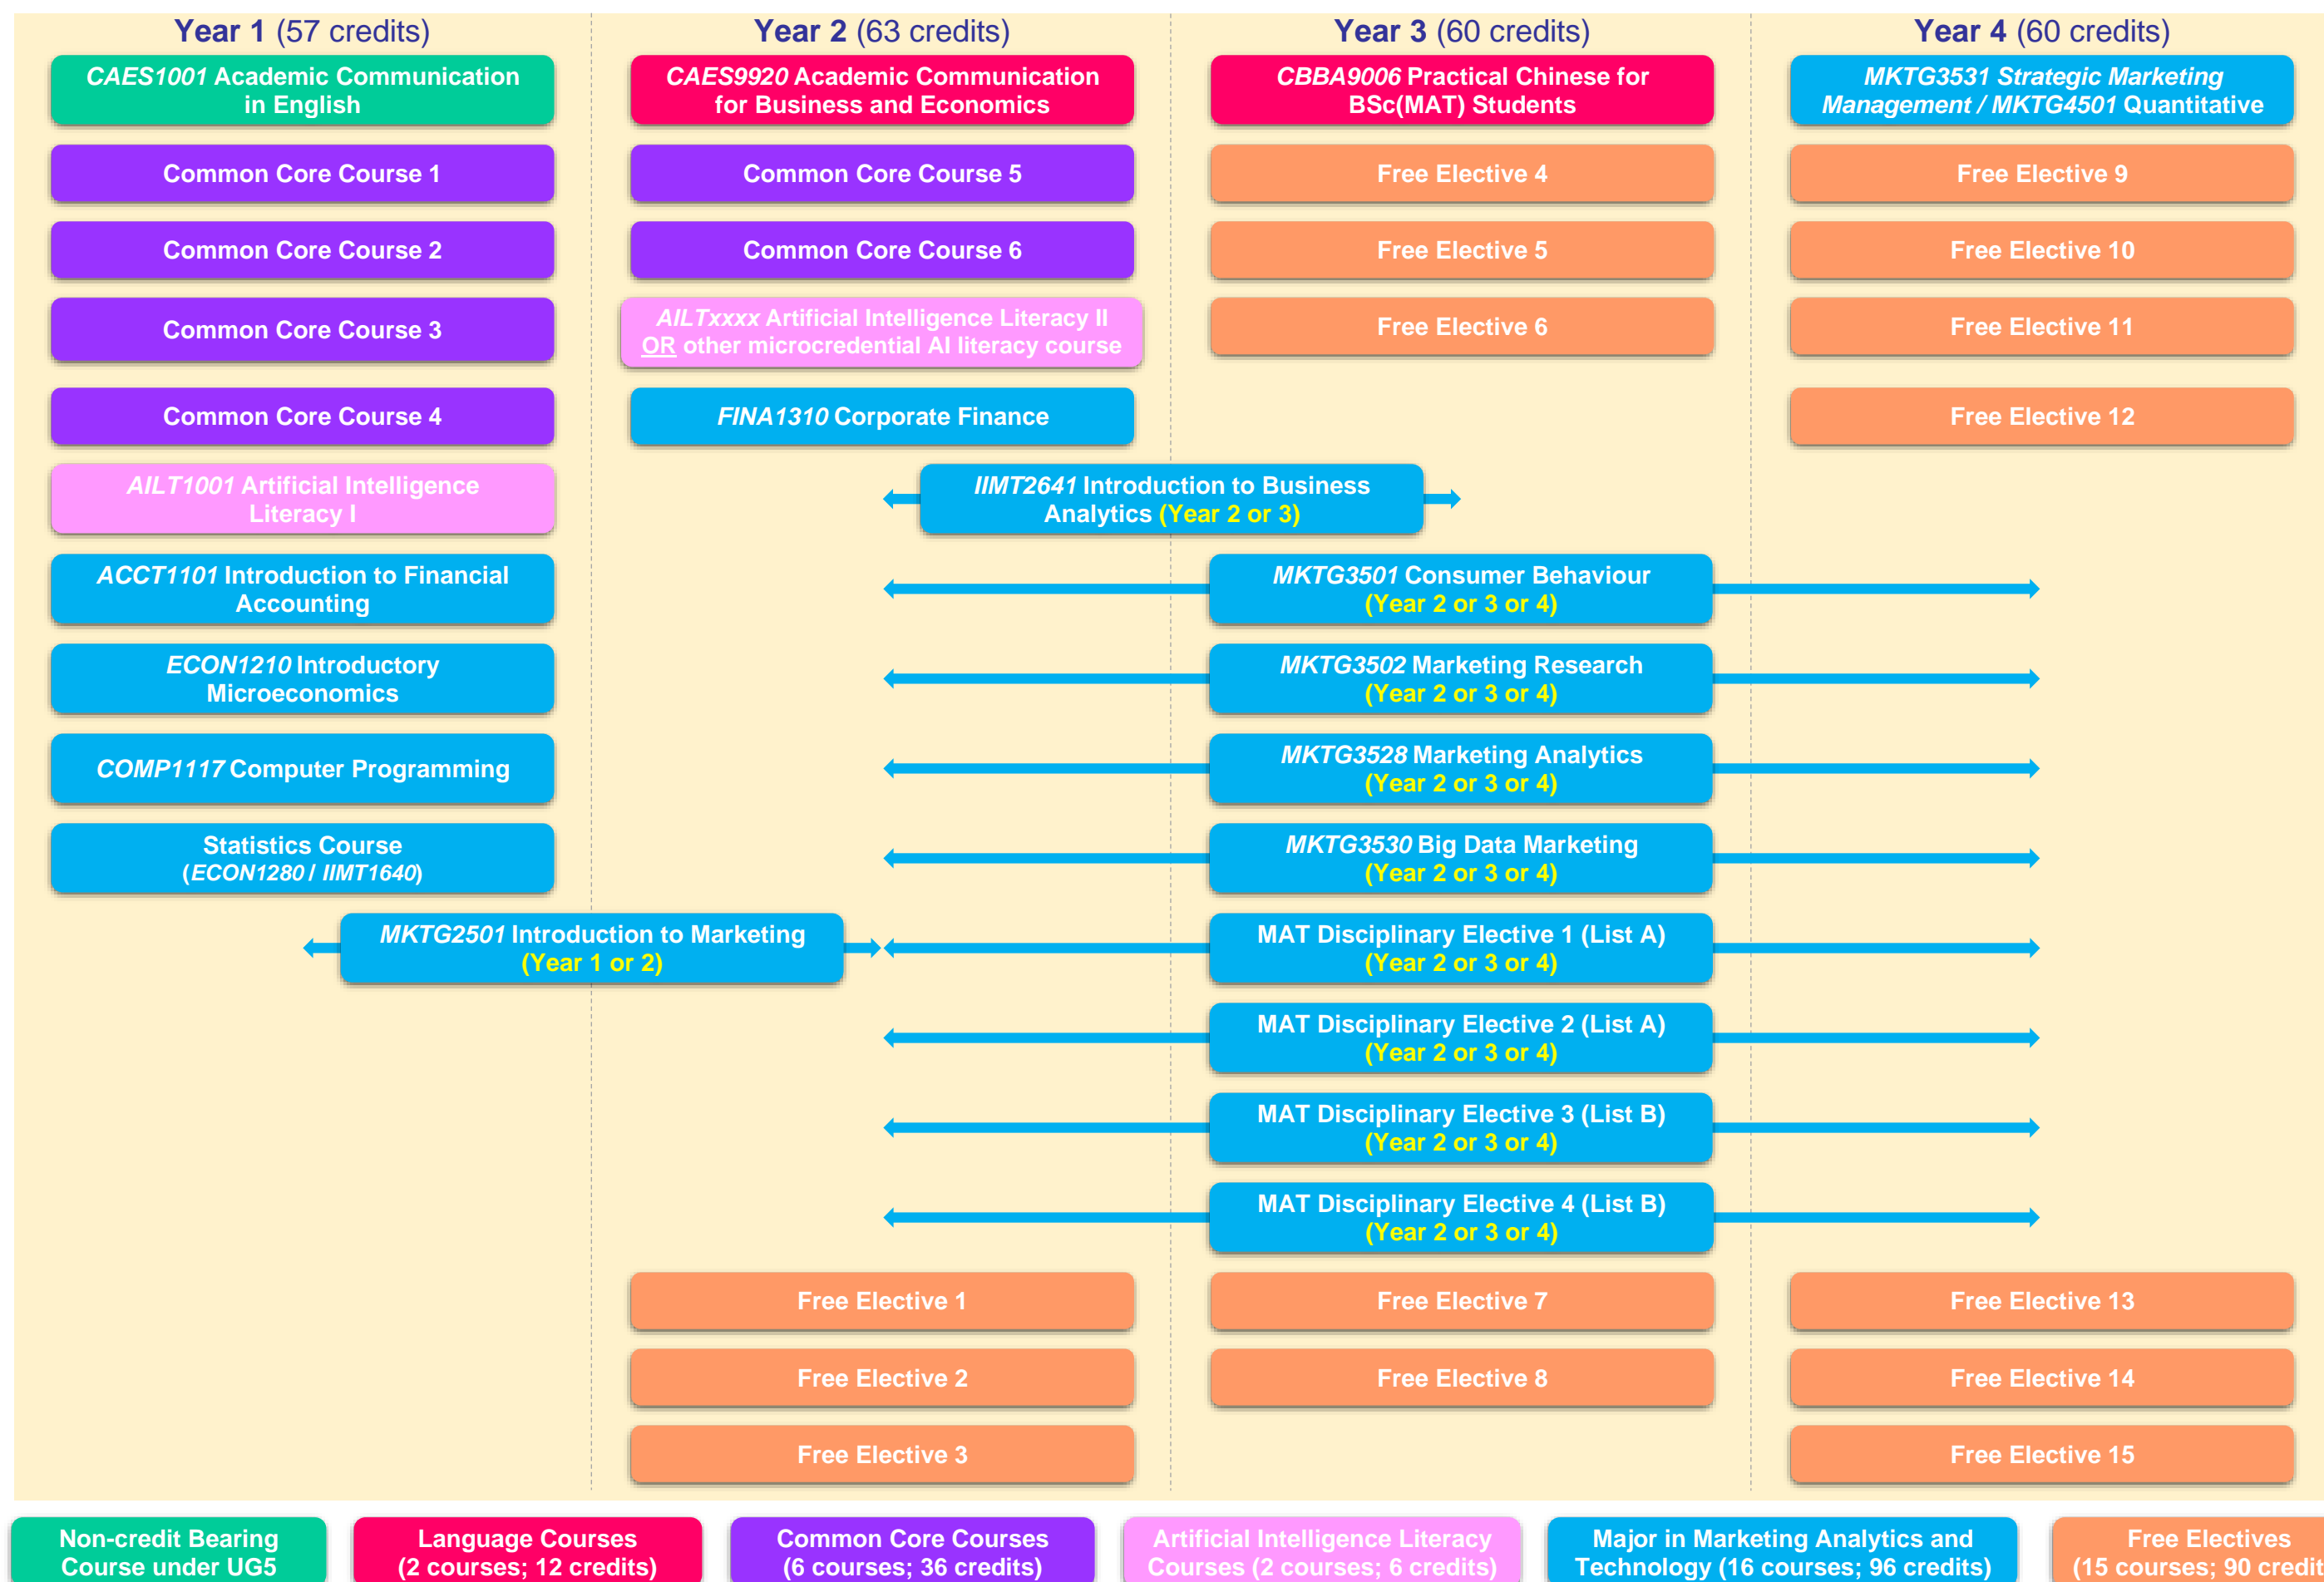 Year 1 (57 credits)
Year 2 (63 credits)
Year 3 (60 credits)
Year 4 (60 credits)
CAES1001 Academic Communication
in English
CAES9920 Academic Communication
for Business and Economics
CBBA9006 Practical Chinese for
BSc(MAT) Students
MKTG3531 Strategic Marketing
Management / MKTG4501 Quantitative
Common Core Course 1
Common Core Course 5
Free Elective 4
Free Elective 9
Common Core Course 2
Common Core Course 6
Free Elective 5
Free Elective 10
Common Core Course 3
AILTxxxx Artificial Intelligence Literacy II
OR other microcredential AI literacy course
Free Elective 6
Free Elective 11
Common Core Course 4
FINA1310 Corporate Finance
Free Elective 12
AILT1001 Artificial Intelligence
Literacy I
IIMT2641 Introduction to Business
Analytics (Year 2 or 3)
ACCT1101 Introduction to Financial
Accounting
MKTG3501 Consumer Behaviour
(Year 2 or 3 or 4)
ECON1210 Introductory
Microeconomics
MKTG3502 Marketing Research
(Year 2 or 3 or 4)
COMP1117 Computer Programming
MKTG3528 Marketing Analytics
(Year 2 or 3 or 4)
Statistics Course
(ECON1280 / IIMT1640)
MKTG3530 Big Data Marketing
(Year 2 or 3 or 4)
MKTG2501 Introduction to Marketing
(Year 1 or 2)
MAT Disciplinary Elective 1 (List A)
(Year 2 or 3 or 4)
MAT Disciplinary Elective 2 (List A)
(Year 2 or 3 or 4)
MAT Disciplinary Elective 3 (List B)
(Year 2 or 3 or 4)
MAT Disciplinary Elective 4 (List B)
(Year 2 or 3 or 4)
Free Elective 1
Free Elective 7
Free Elective 13
Free Elective 2
Free Elective 8
Free Elective 14
Free Elective 3
Free Elective 15
Non-credit Bearing
Course under UG5
Language Courses
(2 courses; 12 credits)
Common Core Courses
(6 courses; 36 credits)
Artificial Intelligence Literacy
Courses (2 courses; 6 credits)
Major in Marketing Analytics and
Technology (16 courses; 96 credits)
Free Electives
(15 courses; 90